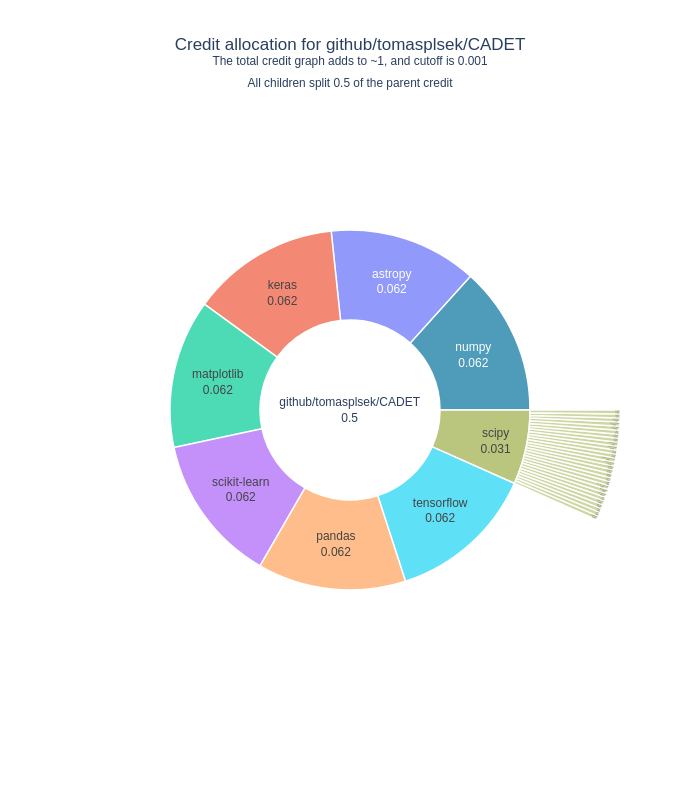 Credit allocation for github/tomasplsek/CADET
The total credit graph adds to ~1, and cutoff is 0.001
All children split 0.5 of the parent credit
astropy
0.062
keras
0.062
numpy
0.062
matplotlib
0.062
github/tomasplsek/CADET
0.5
scipy
0.031
scikit-learn
0.062
tensorflow
0.062
pandas
0.062